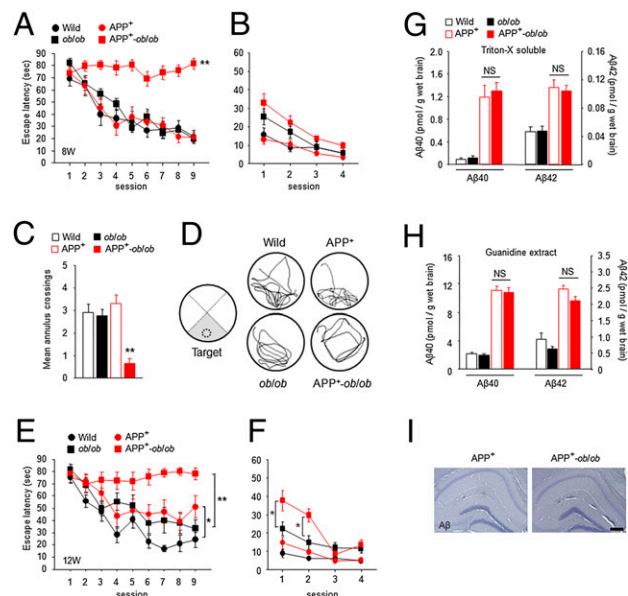 A
Wild
APP+
ob/ob
APP+-ob/ob
Escape latency (sec)
90
80
70
60
50
40
30
20
10
0
8W
**
1 2 3 4 5 6 7 8 9
session
B
60
50
40
30
20
10
0
1 2 3 4
session
C
Wild
ob/ob
APP+
APP+-ob/ob
Mean annulus crossings
5
4
3
2
1
0
**
D
Wild
APP+
Target
ob/ob
APP+-ob/ob
E
Wild
APP+
ob/ob
APP+-ob/ob
Escape latency (sec)
90
80
70
60
50
40
30
20
10
0
12W
*
**
1 2 3 4 5 6 7 8 9
session
F
60
50
40
30
20
10
0
*
*
1 2 3 4
session
G
Wild
ob/ob
APP+
APP+-ob/ob
Triton-X soluble
Aβ40 (pmol / g wet brain)
1.6
1.2
0.8
0.4
0.0
NS
NS
0.16
0.12
0.08
0.04
0
Aβ42 (pmol / g wet brain)
Aβ40
Aβ42
H
Guanidine extract
Aβ40 (pmol / g wet brain)
16
12
8
4
0
NS
NS
3.5
3.0
2.5
2.0
1.5
1.0
0.5
0
Aβ42 (pmol / g wet brain)
Aβ40
Aβ42
I
APP+
APP+-ob/ob
Aβ